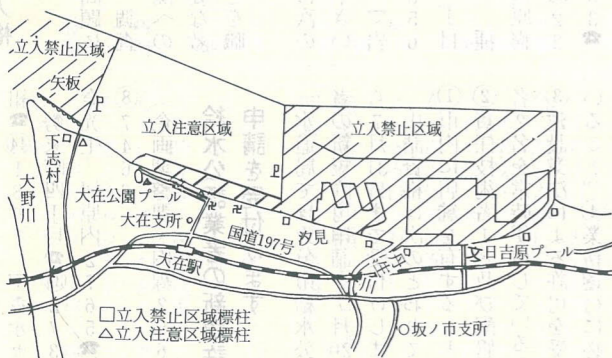 立入禁止区域
矢板
下志村
大野川
立入注意区域
立入禁止区域
大在公園プール
大在支所
国道197号
汐見
丹生川
日吉原プール
大在駅
坂ノ市支所
□立入禁止区域標柱
△立入注意区域標柱